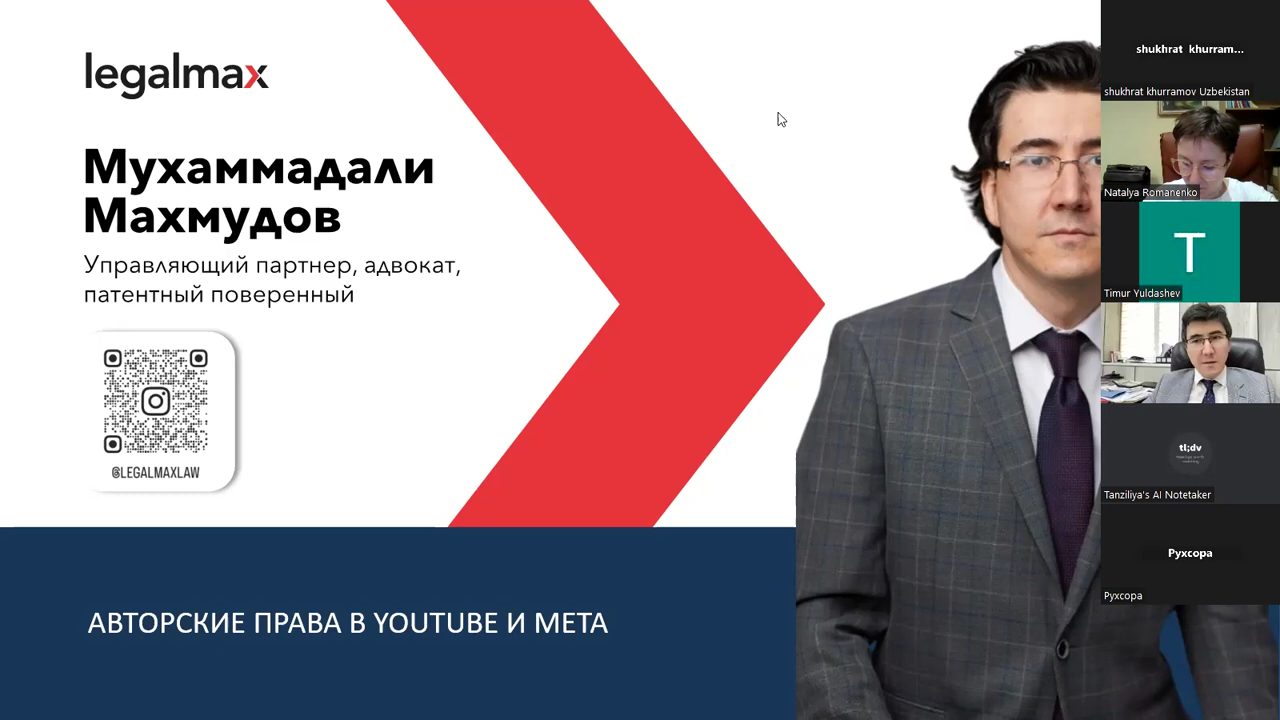 legalmax
Мухаммадали
Махмудов
Управляющий партнер, адвокат,
патентный поверенный
@LEGALMAXLAW
АВТОРСКИЕ ПРАВА В YOUTUBE И META
shukhrat khurram...
shukhrat khurramov Uzbekistan
Natalya Romanenko
T
Timur Yuldashev
tl;dv
Tanziliya's AI Notetaker
Рухсора
Рухсора